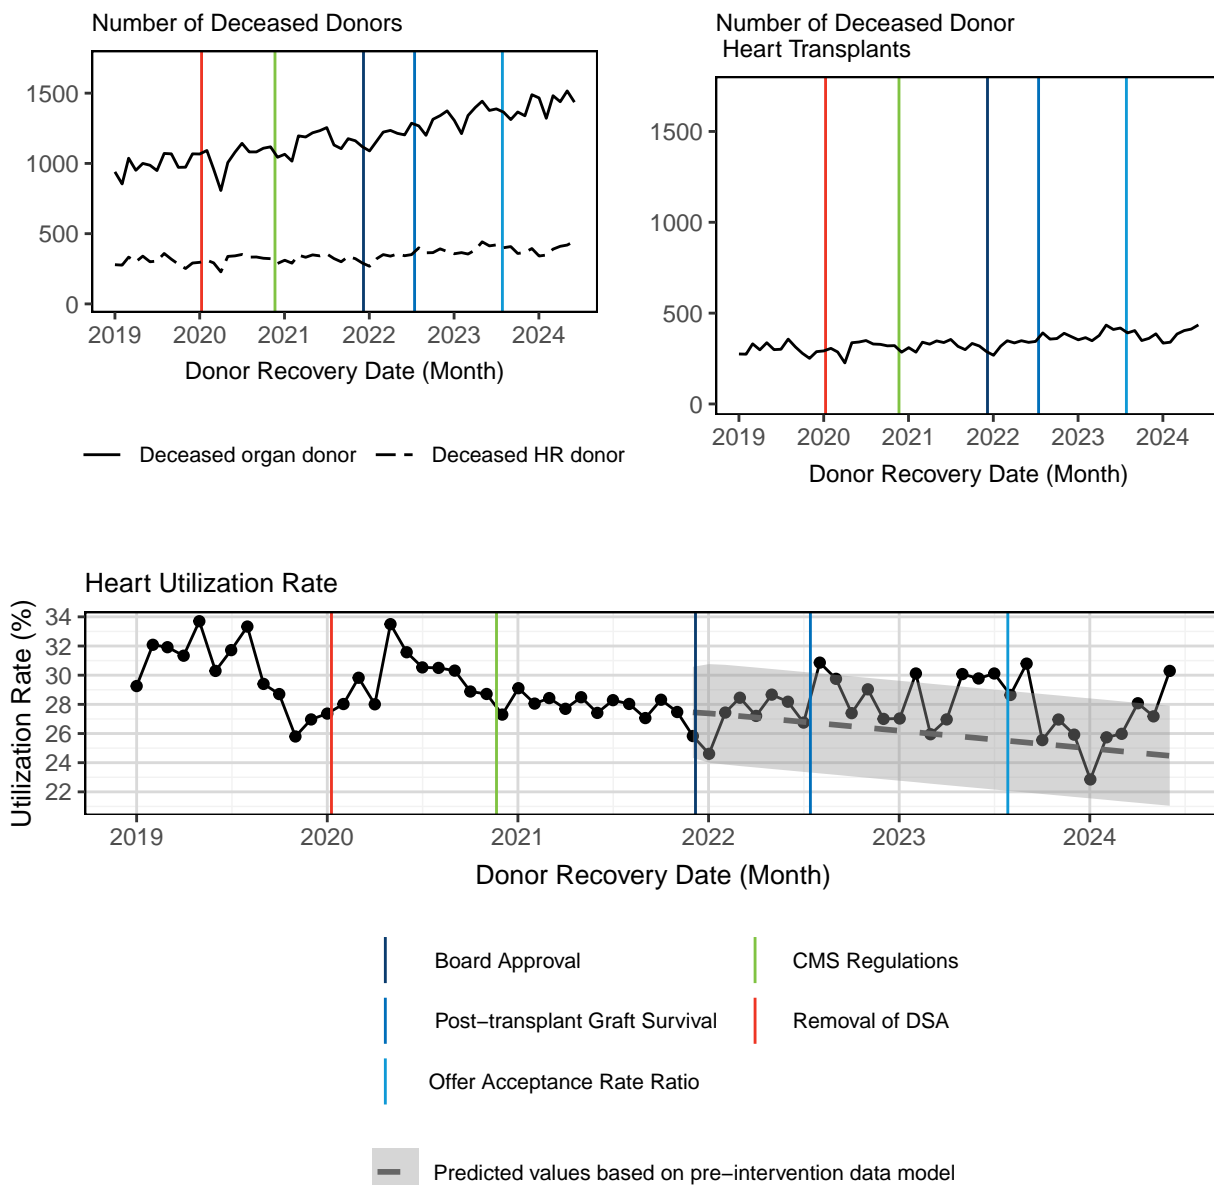 Number of Deceased Donors
1500
1000
500
0
2019 2020 2021 2022 2023 2024
Donor Recovery Date (Month)
Deceased organ donor Deceased HR donor
Number of Deceased Donor
Heart Transplants
1500
1000
500
0
2019 2020 2021 2022 2023 2024
Donor Recovery Date (Month)
Heart Utilization Rate
Utilization Rate (%)
34
32
30
28
26
24
22
2019 2020 2021 2022 2023 2024
Donor Recovery Date (Month)
Board Approval
CMS Regulations
Post−transplant Graft Survival
Removal of DSA
Offer Acceptance Rate Ratio
Predicted values based on pre−intervention data model